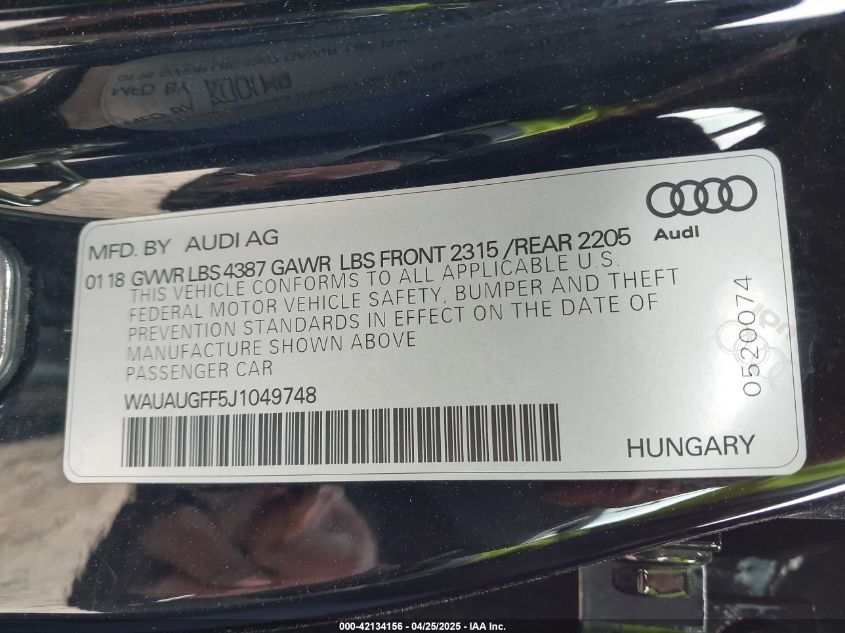 MFD. BY AUDI AG
Audi
01 18 GVWR LBS 4387 GAWR LBS FRONT 2315 /REAR 2205
THIS VEHICLE CONFORMS TO ALL APPLICABLE U.S.
FEDERAL MOTOR VEHICLE SAFETY, BUMPER AND THEFT
PREVENTION STANDARDS IN EFFECT ON THE DATE OF
MANUFACTURE SHOWN ABOVE
PASSENGER CAR
WAUAUGFF5J1049748
HUNGARY
0520074
000-42134156 - 04/25/2025 - IAA Inc.